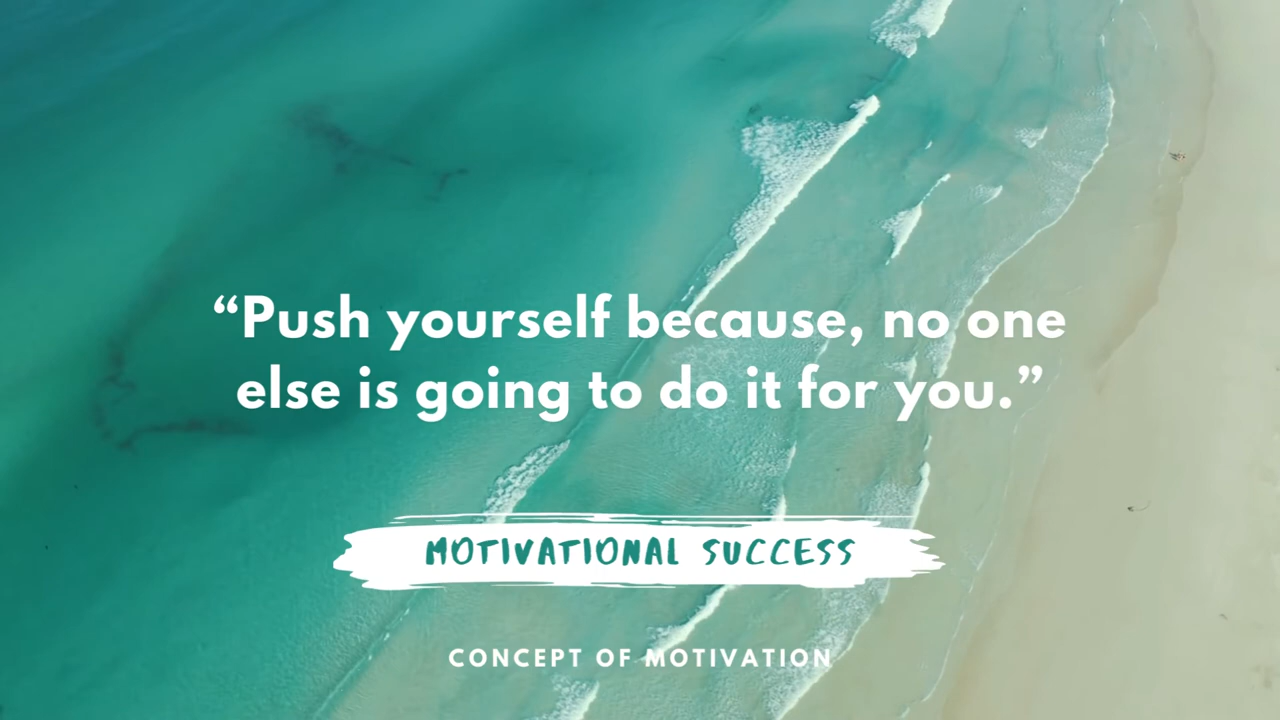 “Push yourself because, no one
else is going to do it for you.”
MOTIVATIONAL SUCCESS
CONCEPT OF MOTIVATION